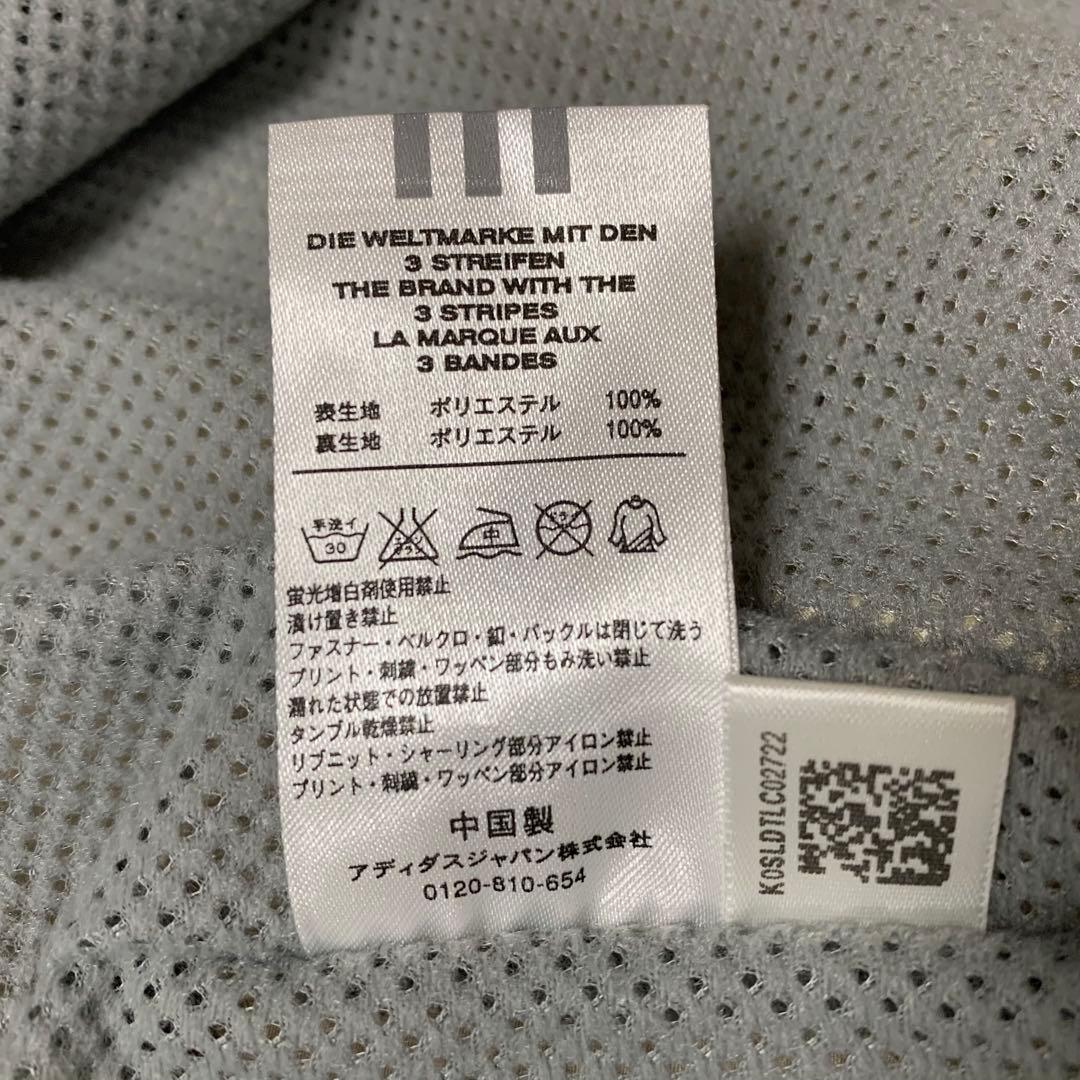 DIE WELTMARKE MIT DEN
3 STREIFEN
THE BRAND WITH THE
3 STRIPES
LA MARQUE AUX
3 BANDES
表生地 ポリエステル 100%
裏生地 ポリエステル 100%
手洗イ
30
エンソ
サラシ
中
蛍光増白剤使用禁止
漬け置き禁止
ファスナー・ベルクロ・釦・バックルは閉じて洗う
プリント・刺繍・ワッペン部分もみ洗い禁止
濡れた状態での放置禁止
タンブル乾燥禁止
リブニット・シャーリング部分アイロン禁止
プリント・刺繍・ワッペン部分アイロン禁止
中国製
アディダスジャパン株式会社
0120-810-654
K0SLDTLC02722